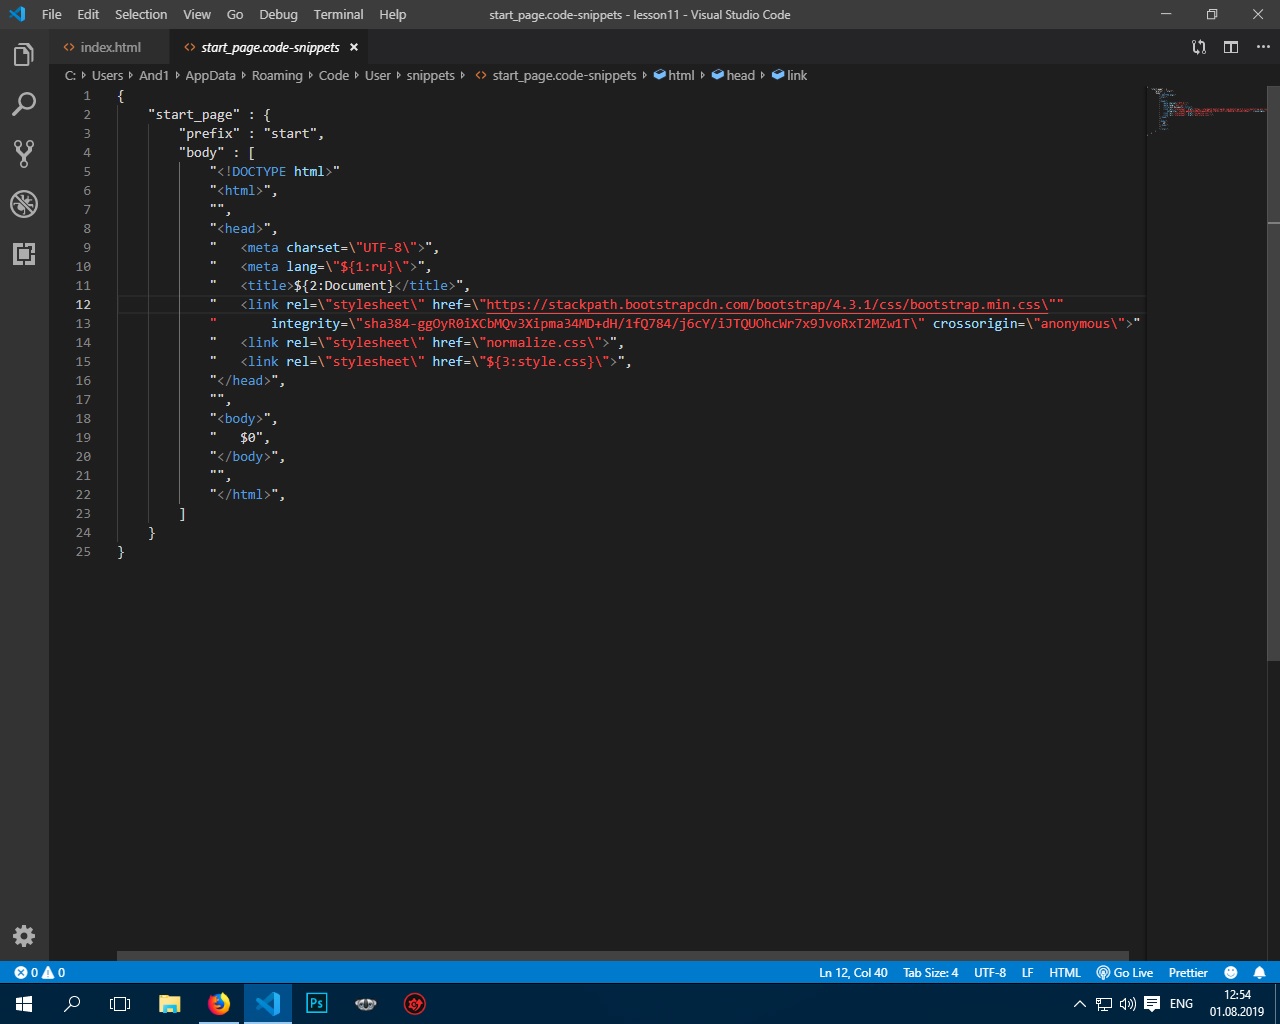 File Edit Selection View Go Debug Terminal Help start_page.code-snippets - lesson11 - Visual Studio Code
index.html start_page.code-snippets
C: Users And1 AppData Roaming Code User snippets start_page.code-snippets html head link
1 {
2 "start_page" : {
3 "prefix" : "start",
4 "body" : [
5 "<!DOCTYPE html>"
6 "<html>",
7 "",
8 "<head>",
9 "   <meta charset=\"UTF-8\">",
10 "   <meta lang=\"${1:ru}\">",
11 "   <title>${2:Document}</title>",
12 "   <link rel=\"stylesheet\" href=\"https://stackpath.bootstrapcdn.com/bootstrap/4.3.1/css/bootstrap.min.css\""
13 "       integrity=\"sha384-ggOyR0iXCbMQv3Xipma34MD+dH/1fQ784/j6cY/iJTQUOhcWr7x9JvoRxT2MZw1T\" crossorigin=\"anonymous\">"
14 "   <link rel=\"stylesheet\" href=\"normalize.css\">",
15 "   <link rel=\"stylesheet\" href=\"${3:style.css}\">",
16 "</head>",
17 "",
18 "<body>",
19 "   $0",
20 "</body>",
21 "",
22 "</html>",
23 ]
24 }
25 }
0 0 Ln 12, Col 40 Tab Size: 4 UTF-8 LF HTML Go Live Prettier
Ps ENG 12:54
01.08.2019